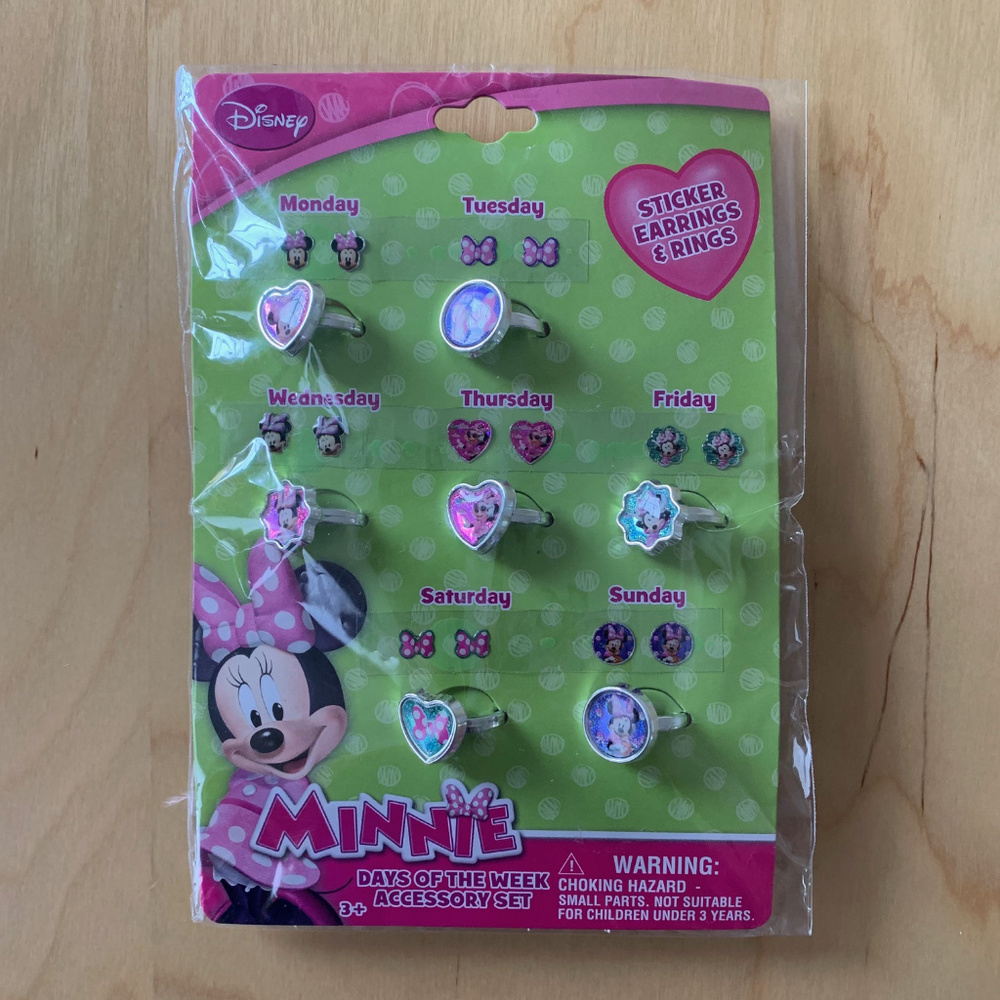 Disney
Monday
Tuesday
STICKER
EARRINGS
& RINGS
Wednesday
Thursday
Friday
Saturday
Sunday
MINNIE
DAYS OF THE WEEK
ACCESSORY SET
3+
WARNING:
CHOKING HAZARD -
SMALL PARTS. NOT SUITABLE
FOR CHILDREN UNDER 3 YEARS.